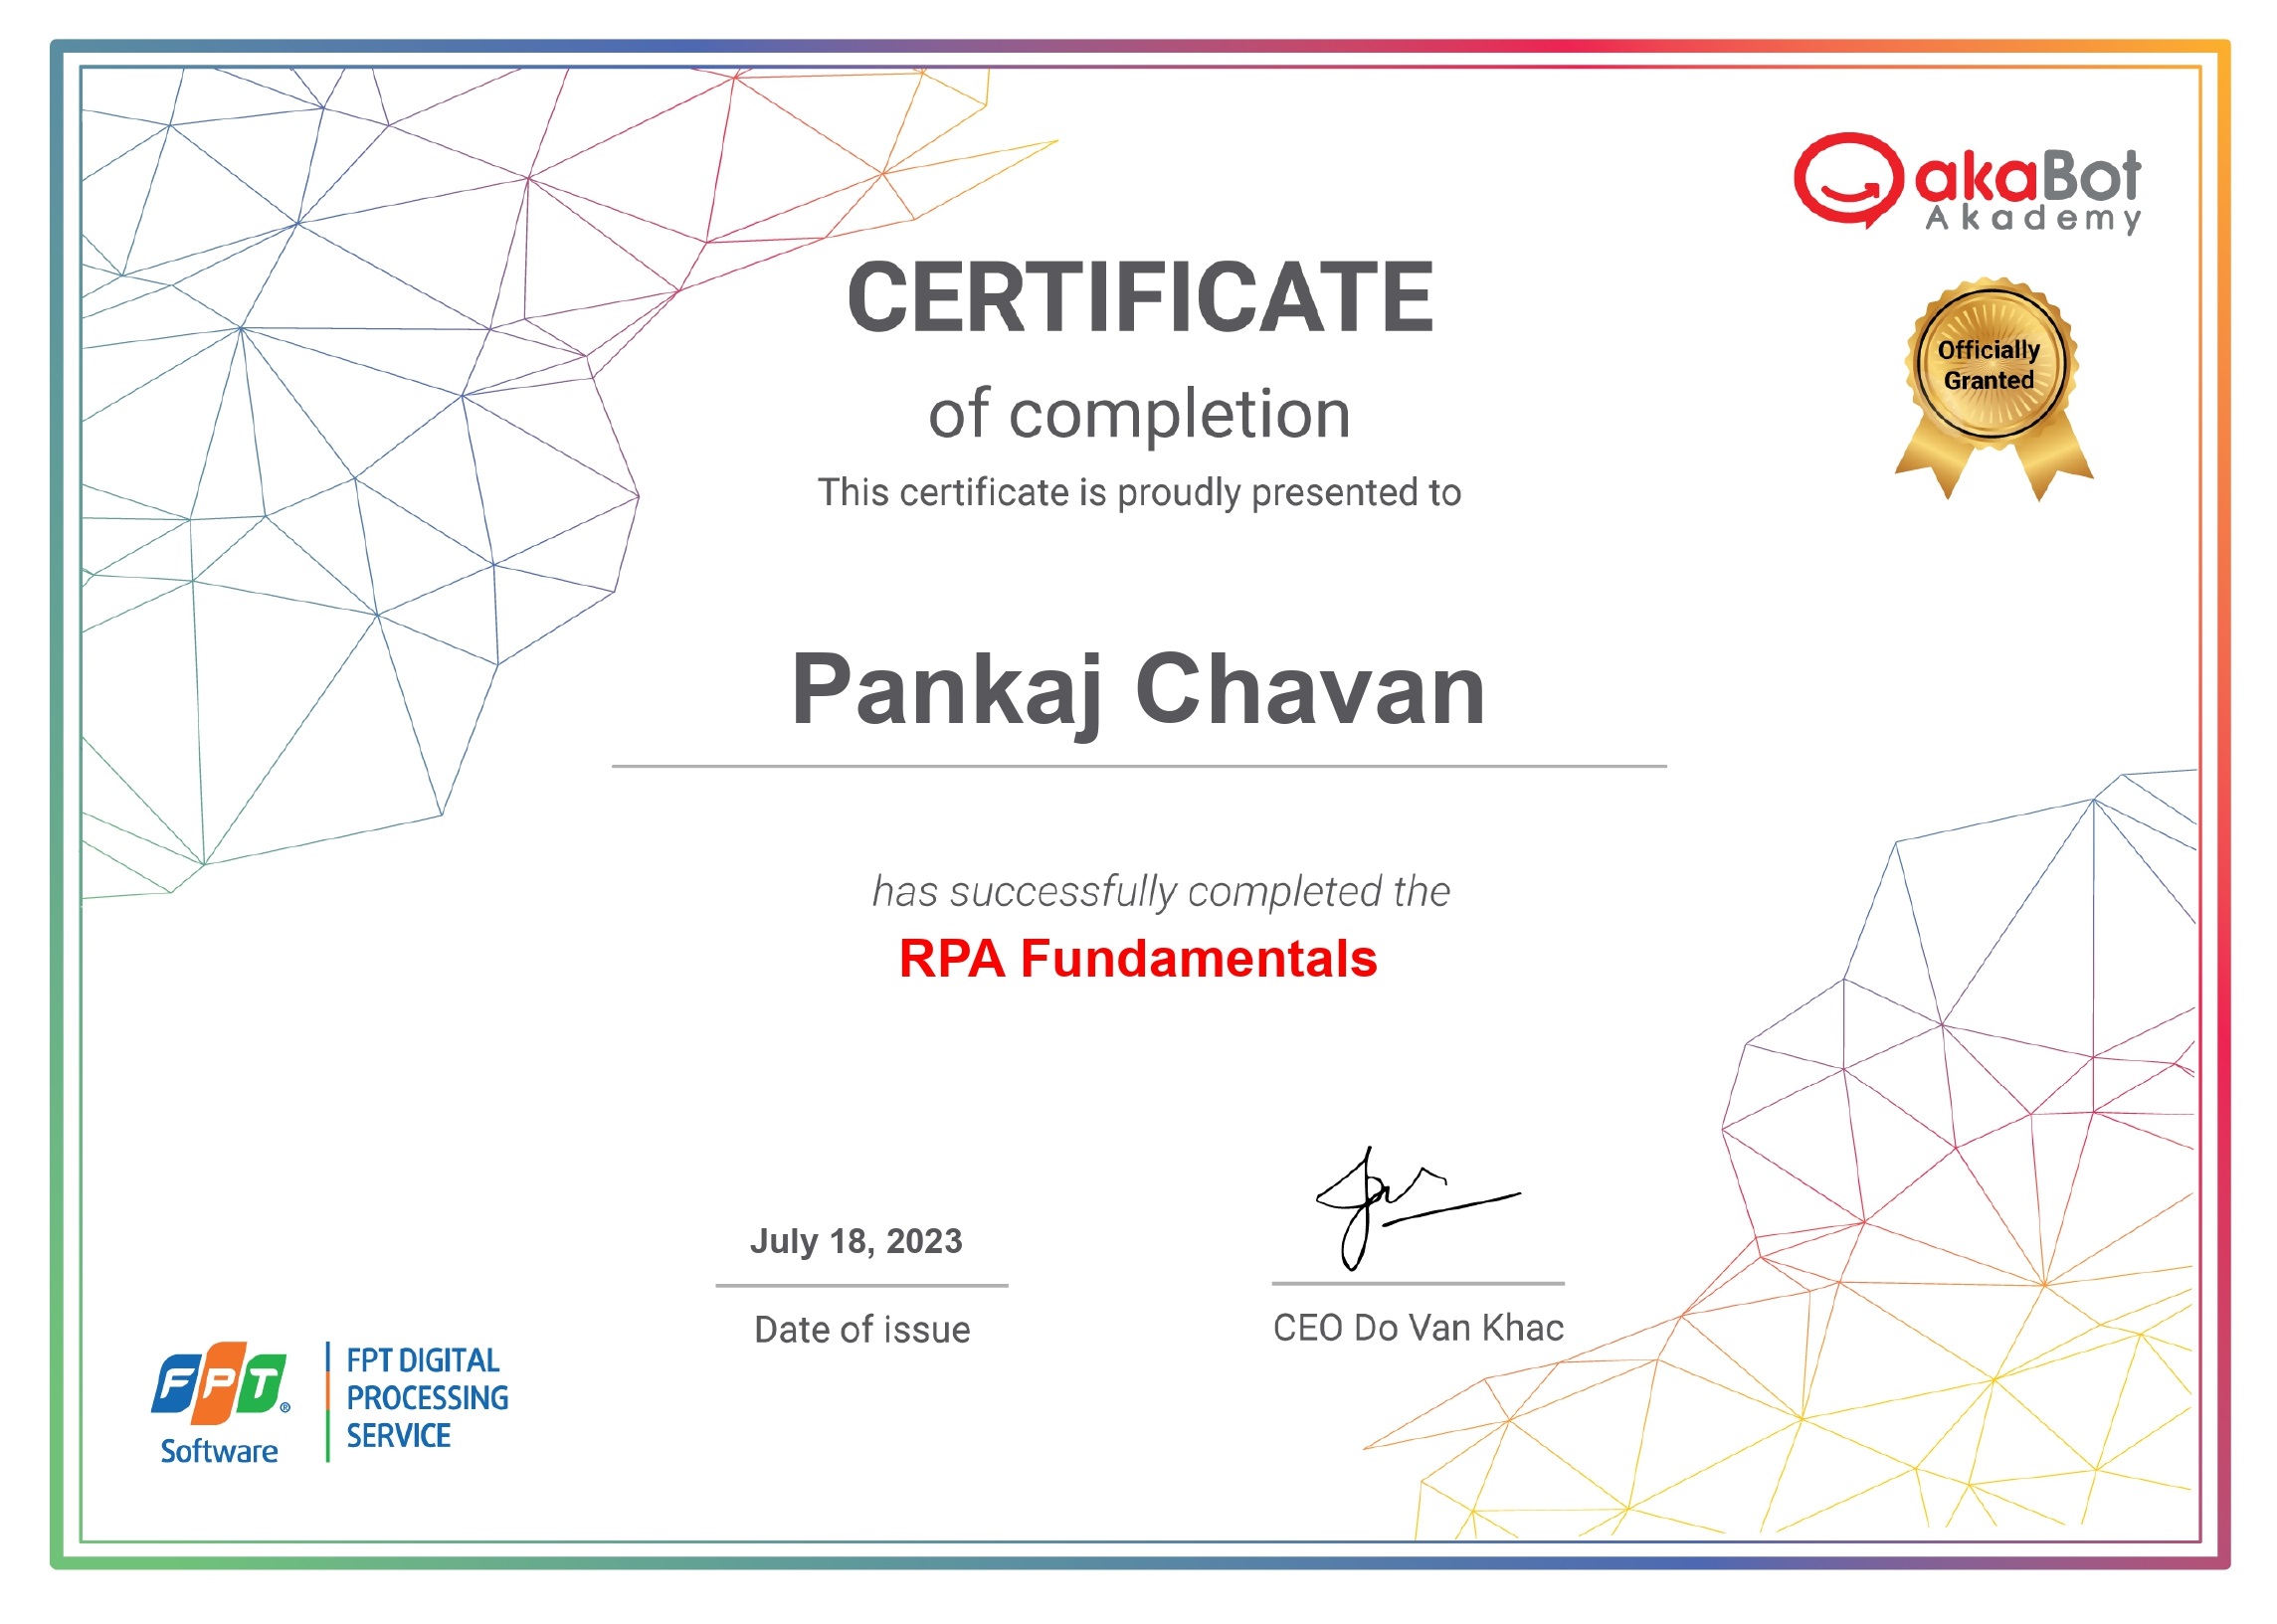 akaBot
Akademy
CERTIFICATE
Officially
Granted
of completion
This certificate is proudly presented to
Pankaj Chavan
has successfully completed the
RPA Fundamentals
July 18, 2023
Date of issue
CEO Do Van Khac
FPT®
Software
FPT DIGITAL
PROCESSING
SERVICE